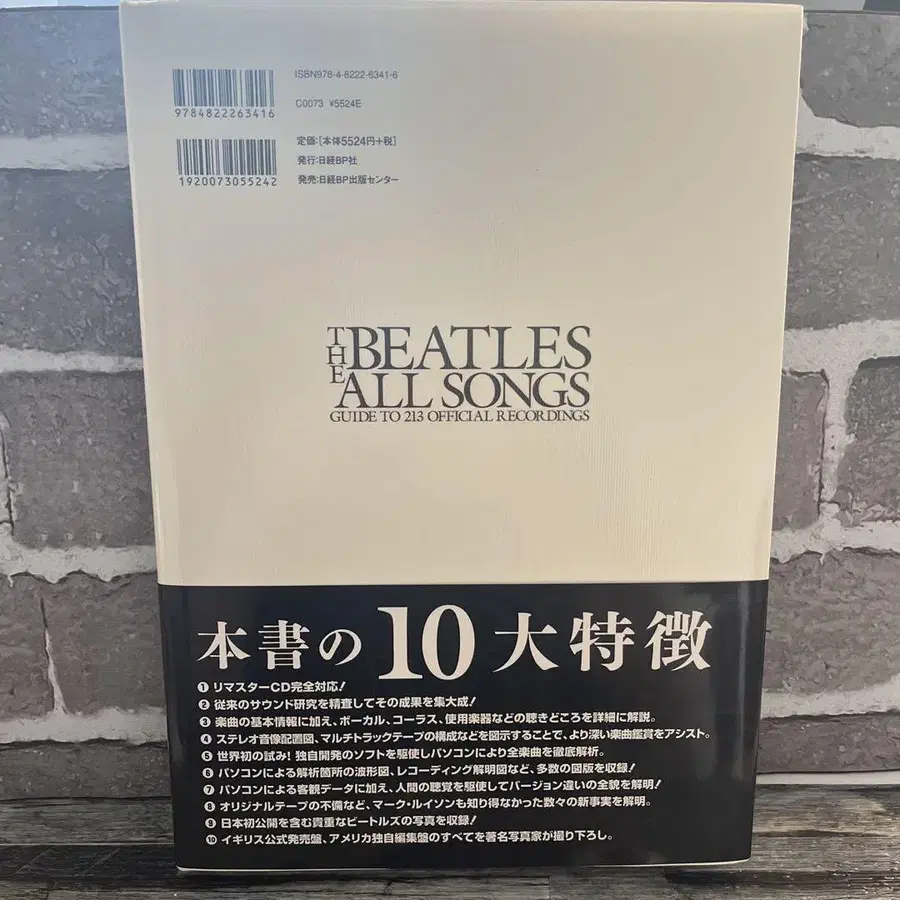 ISBN978-4-8222-6341-6
9784822263416
C0073 ¥5524E
定価:[本体5524円+税]
発行:日経BP社
1920073055242
発売:日経BP出版センター
THE BEATLES
ALL SONGS
GUIDE TO 213 OFFICIAL RECORDINGS
本書の10大特徴
❶ リマスターCD完全対応!
❷ 従来のサウンド研究を精査してその成果を集大成!
❸ 楽曲の基本情報に加え、ボーカル、コーラス、使用楽器などの聴きどころを詳細に解説。
❹ ステレオ音像配置図、マルチトラックテープの構成などを図示することで、より深い楽曲鑑賞をアシスト。
❺ 世界初の試み! 独自開発のソフトを駆使しパソコンにより全楽曲を徹底解析。
❻ パソコンによる解析箇所の波形図、レコーディング解明図など、多数の図版を収録!
❼ パソコンによる客観データに加え、人間の聴覚を駆使してバージョン違いの全貌を解明!
❽ オリジナルテープの不備など、マーク・ルイソンも知り得なかった数々の新事実を解明。
❾ 日本初公開を含む貴重なビートルズの写真を収録!
❿ イギリス公式発売盤、アメリカ独自編集盤のすべてを著名写真家が撮り下ろし。